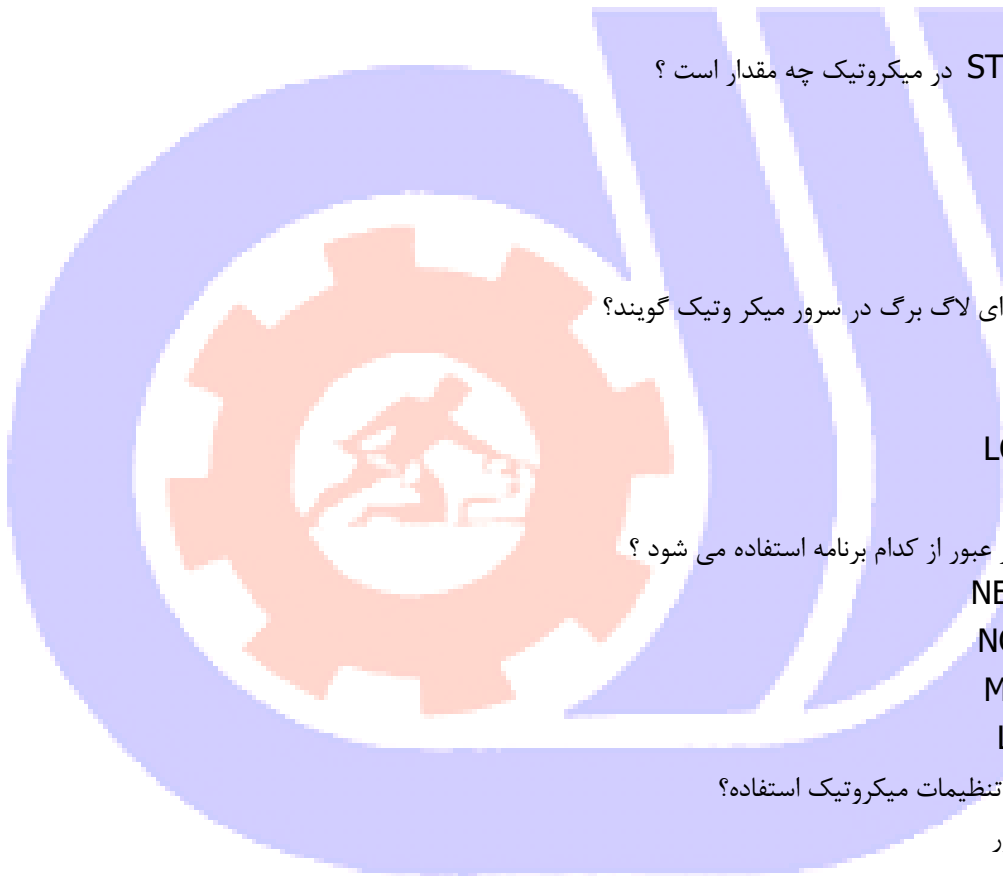 ST در میکروتیک چه مقدار است ؟
ای لاگ برگ در سرور میکر وتیک گویند؟
عبور از کدام برنامه استفاده می شود ؟
NE
NC
M
تنظیمات میکروتیک استفاده؟